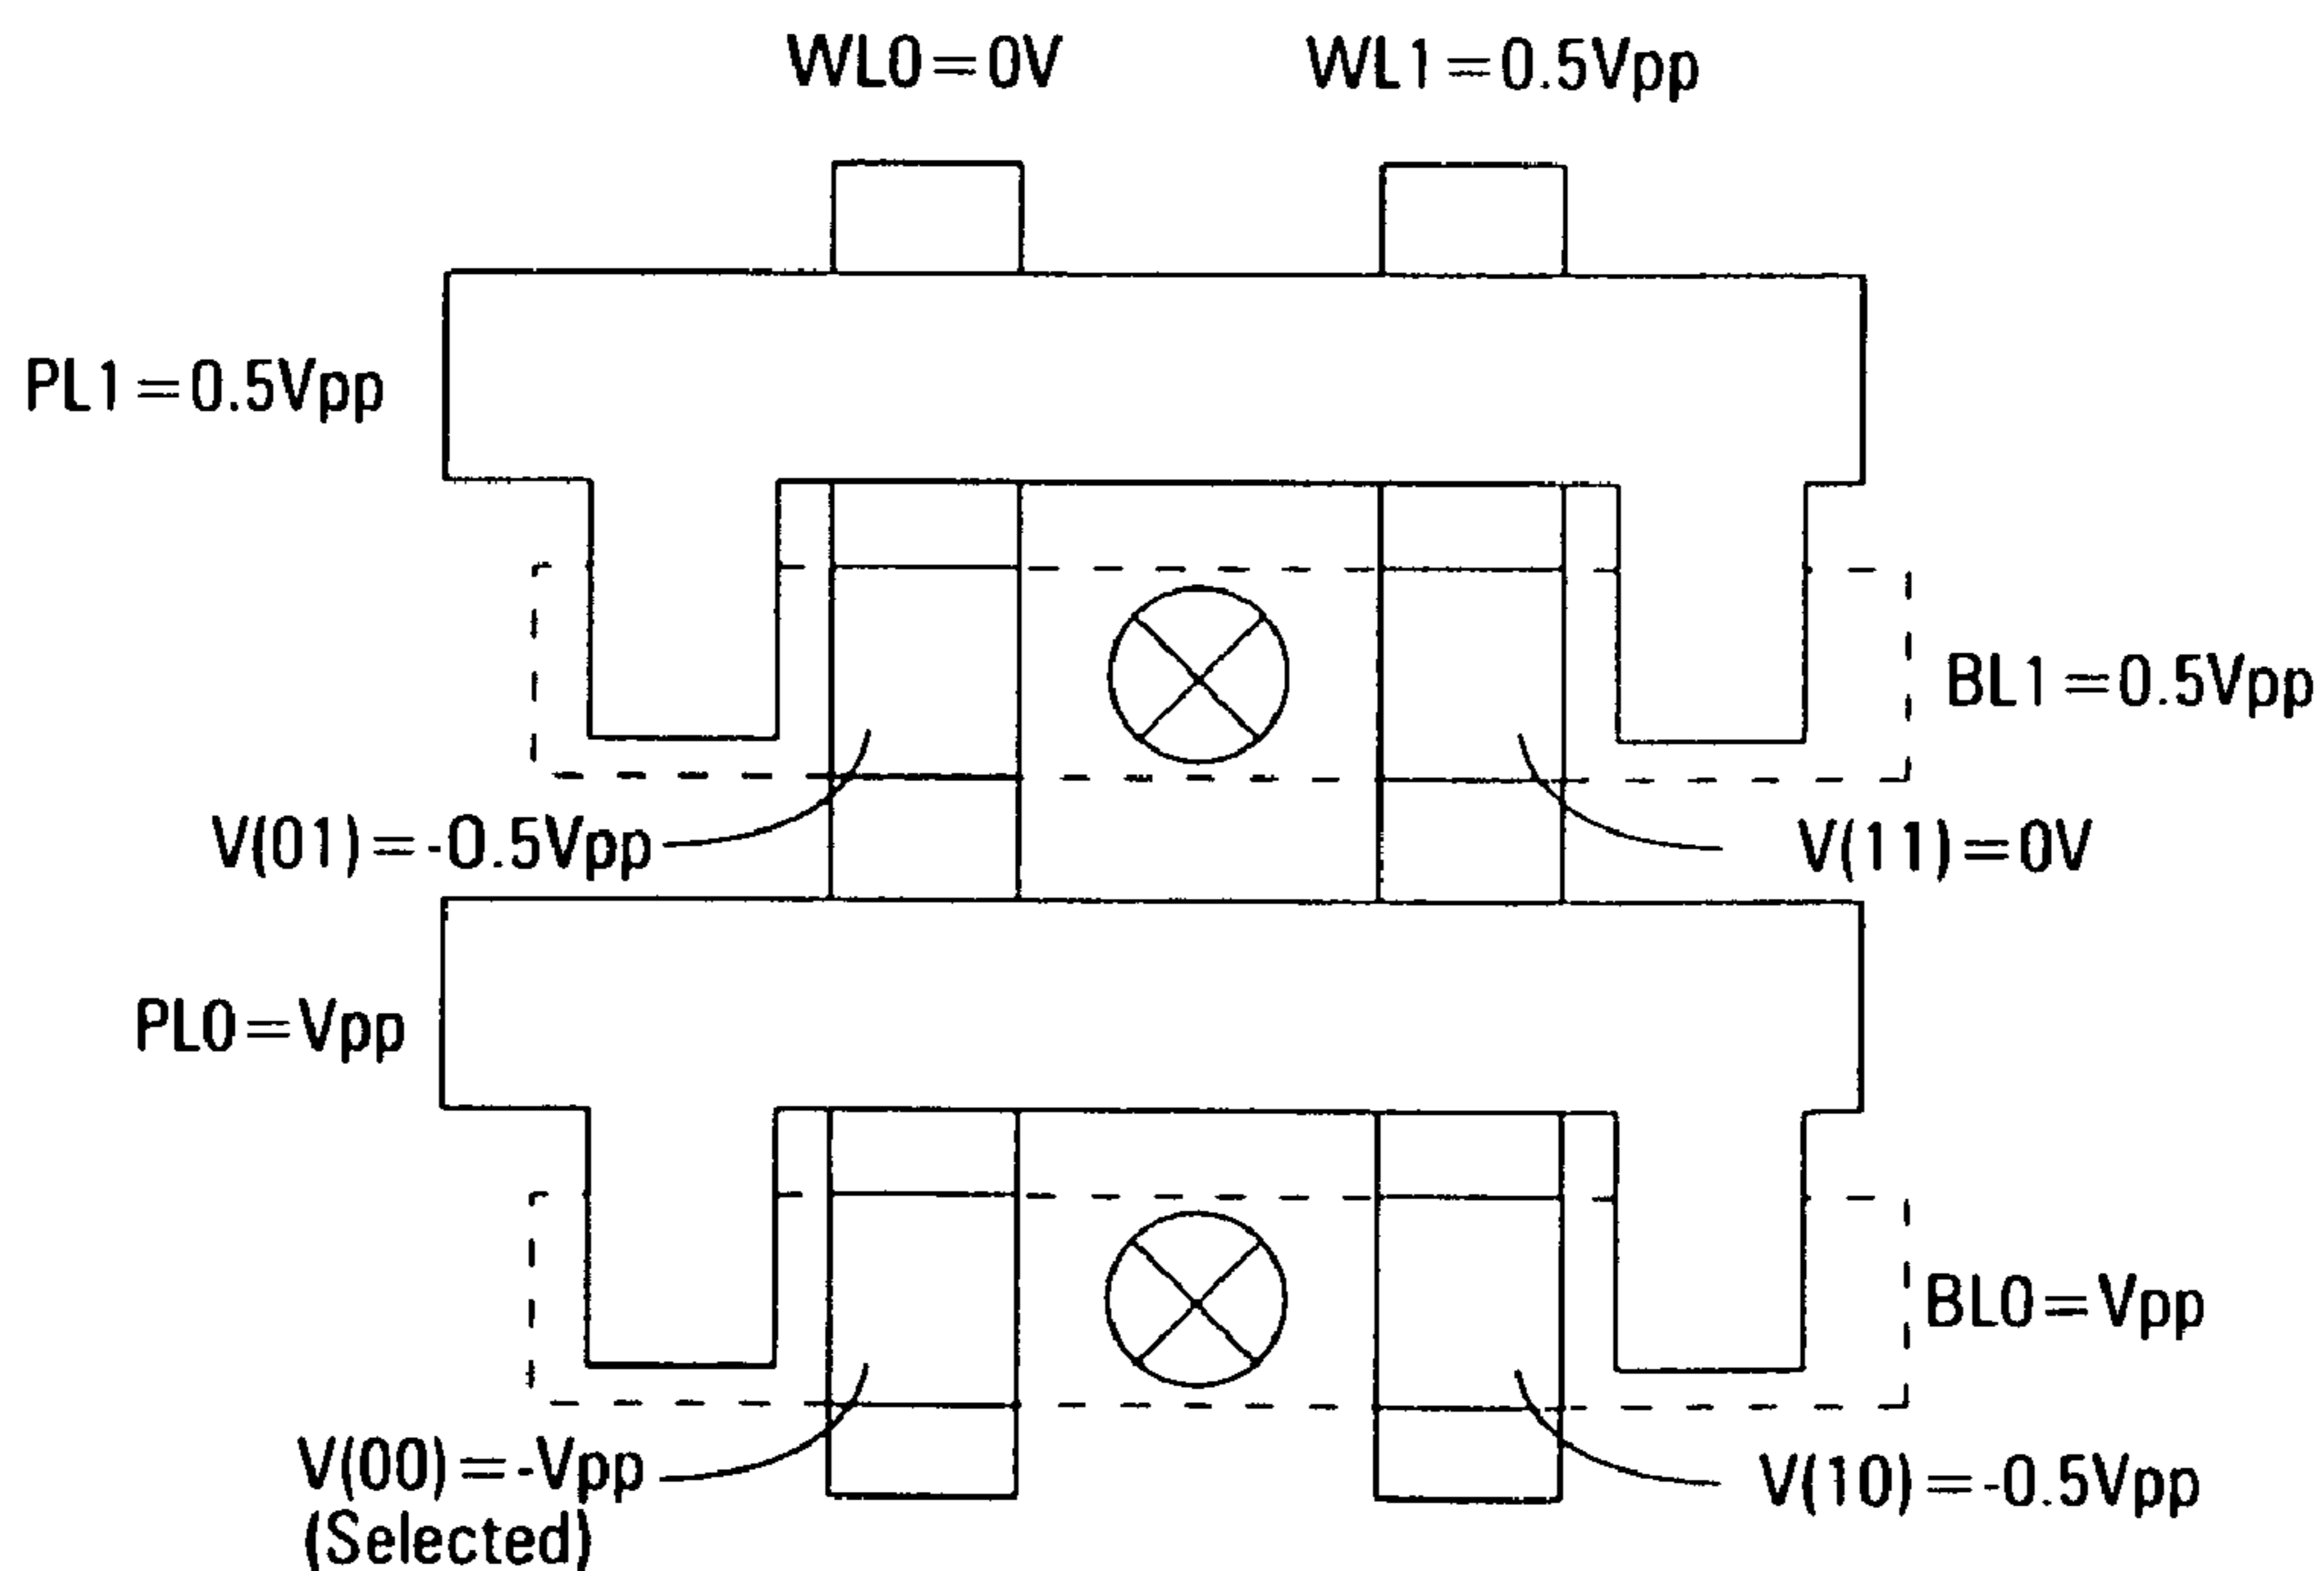 WL0=0V
WL1=0.5Vpp
PL1=0.5Vpp
BL1=0.5Vpp
V(01)=-0.5Vpp
V(11)=0V
PL0=Vpp
BL0=Vpp
V(00)=-Vpp
(Selected)
V(10)=-0.5Vpp